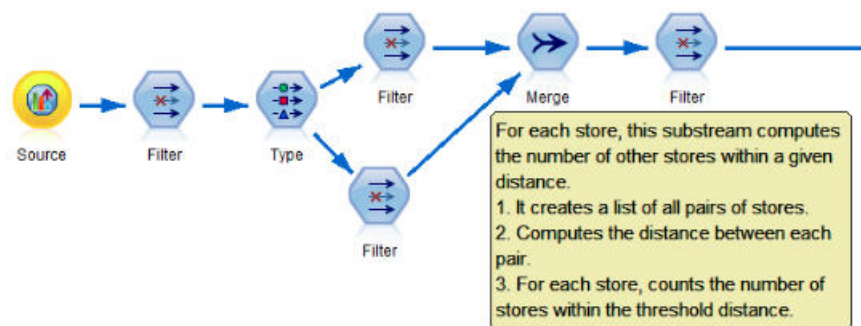 Filter
Merge
Filter
Source
Filter
Type
Filter
For each store, this substream computes
the number of other stores within a given
distance.
1. It creates a list of all pairs of stores.
2. Computes the distance between each
pair.
3. For each store, counts the number of
stores within the threshold distance.